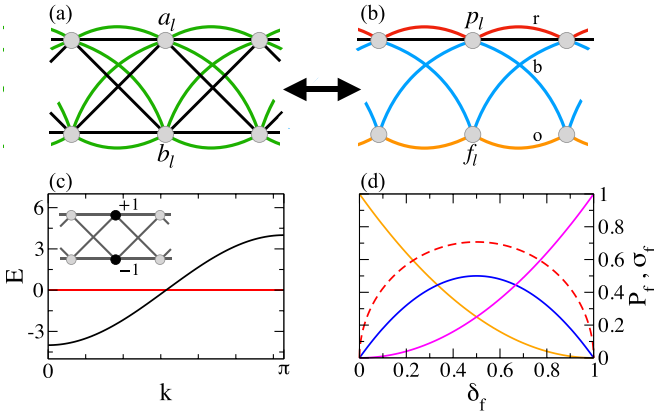 (a)
a_l
b_l
(b)
p_l
r
b
o
f_l
(c)
E
6
3
0
-3
+1
-1
0
π
k
(d)
1
0.8
0.6
0.4
0.2
0
P_f , σ_f
0 0.2 0.4 0.6 0.8 1
δ_f